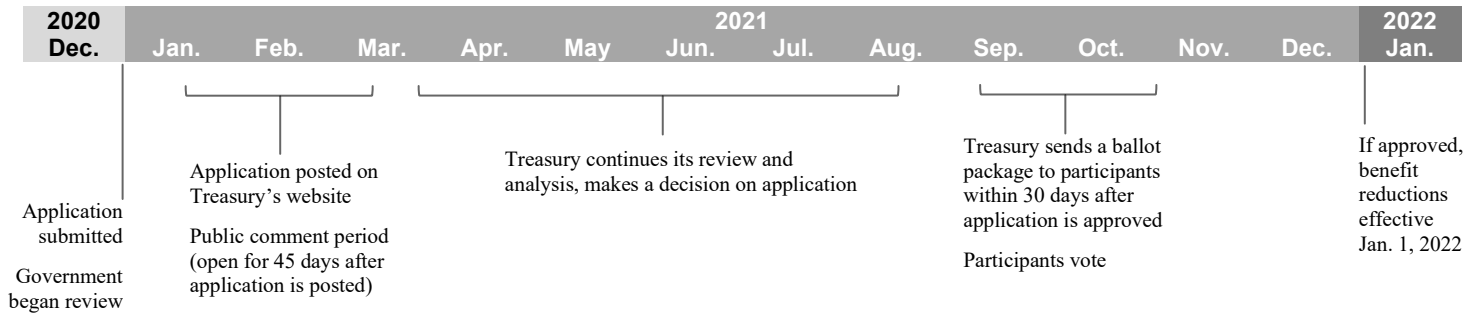 2020
Dec.
2021
Jan. Feb. Mar. Apr. May Jun. Jul. Aug. Sep. Oct. Nov. Dec.
2022
Jan.
Application
submitted
Government
began review
Application posted on
Treasury’s website
Public comment period
(open for 45 days after
application is posted)
Treasury continues its review and
analysis, makes a decision on application
Treasury sends a ballot
package to participants
within 30 days after
application is approved
Participants vote
If approved,
benefit
reductions
effective
Jan. 1, 2022